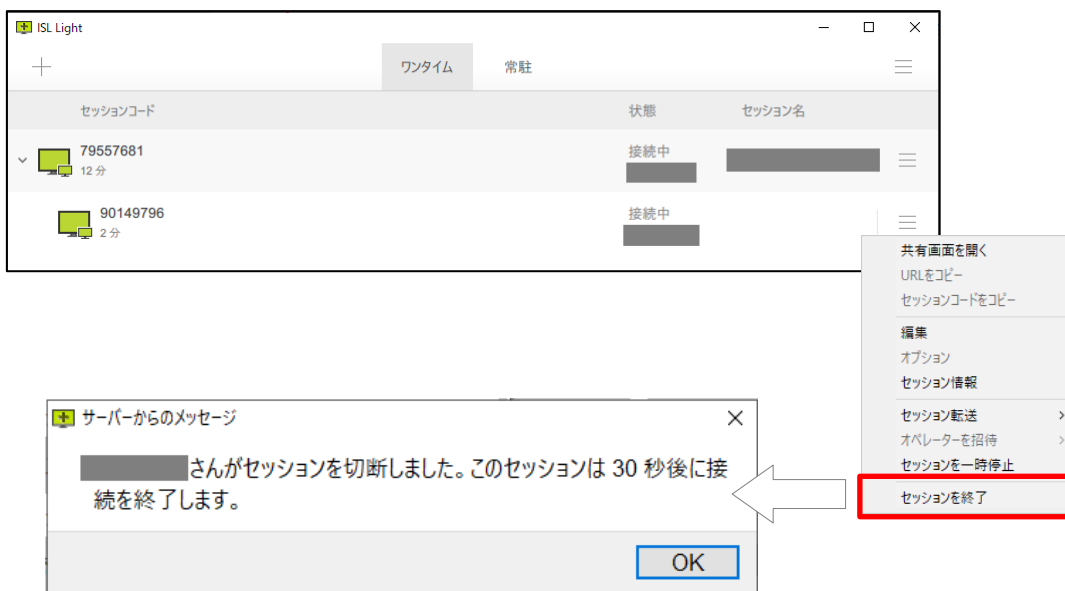 ISL Light
ワンタイム 常駐
セッションコード 状態 セッション名
79557681 接続中
12 分
90149796 接続中
2 分
共有画面を開く
URLをコピー
セッションコードをコピー
編集
オプション
セッション情報
セッション転送
オペレーターを招待
セッションを一時停止
セッションを終了
サーバーからのメッセージ
さんがセッションを切断しました。このセッションは 30 秒後に接
続を終了します。
OK